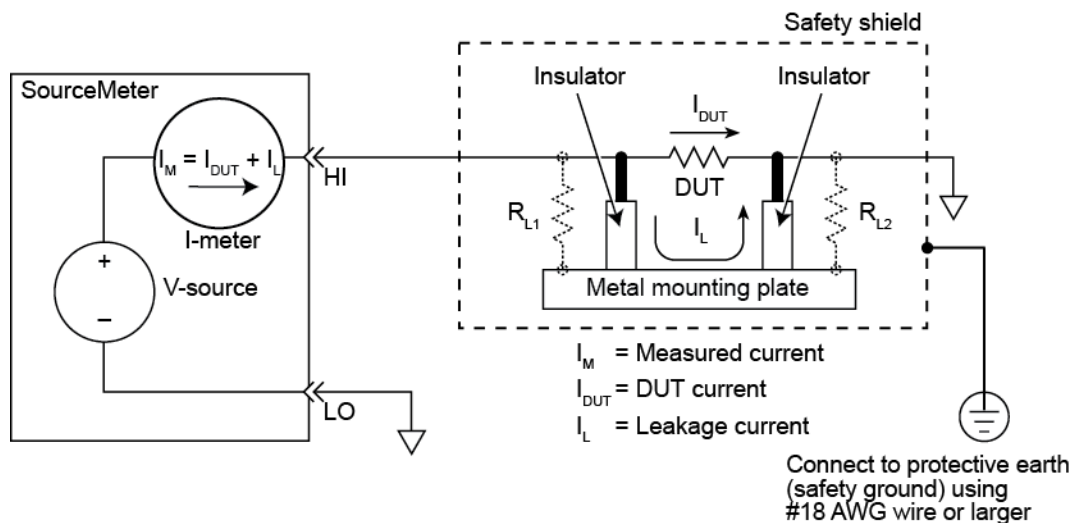 Safety shield
SourceMeter
Insulator
Insulator
I_DUT
I_M = I_DUT + I_L
HI
DUT
R_L1
I_L
R_L2
I-meter
+
V-source
Metal mounting plate
–
I_M = Measured current
I_DUT = DUT current
LO
I_L = Leakage current
Connect to protective earth
(safety ground) using
#18 AWG wire or larger